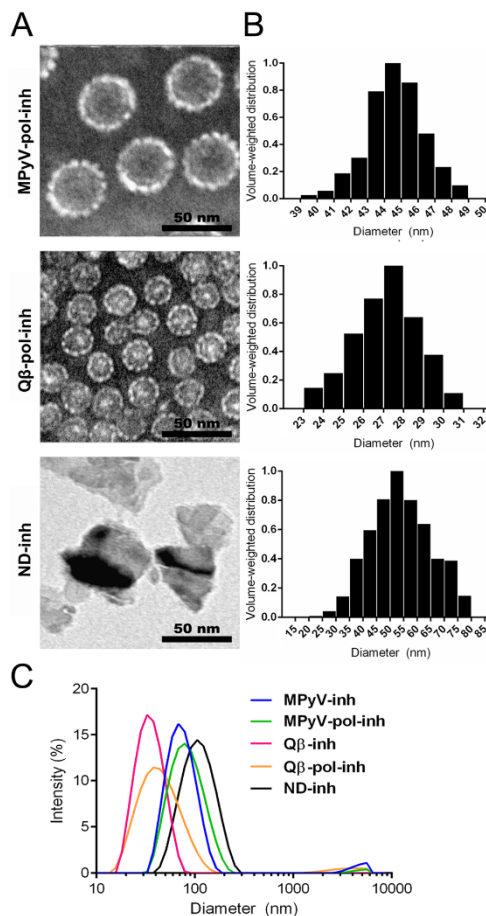 A
B
MPyV-pol-inh
50 nm
Volume-weighted distribution
1.0
0.8
0.6
0.4
0.2
0.0
39 40 41 42 43 44 45 46 47 48 49 50
Diameter (nm)
Qβ-pol-inh
50 nm
Volume-weighted distribution
1.0
0.8
0.6
0.4
0.2
0.0
23 24 25 26 27 28 29 30 31 32
Diameter (nm)
ND-inh
50 nm
Volume-weighted distribution
1.0
0.8
0.6
0.4
0.2
0.0
15 20 25 30 35 40 45 50 55 60 65 70 75 80 85
Diameter (nm)
C
Intensity (%)
20
15
10
5
0
10 100 1000 10000
Diameter (nm)
MPyV-inh
MPyV-pol-inh
Qβ-inh
Qβ-pol-inh
ND-inh